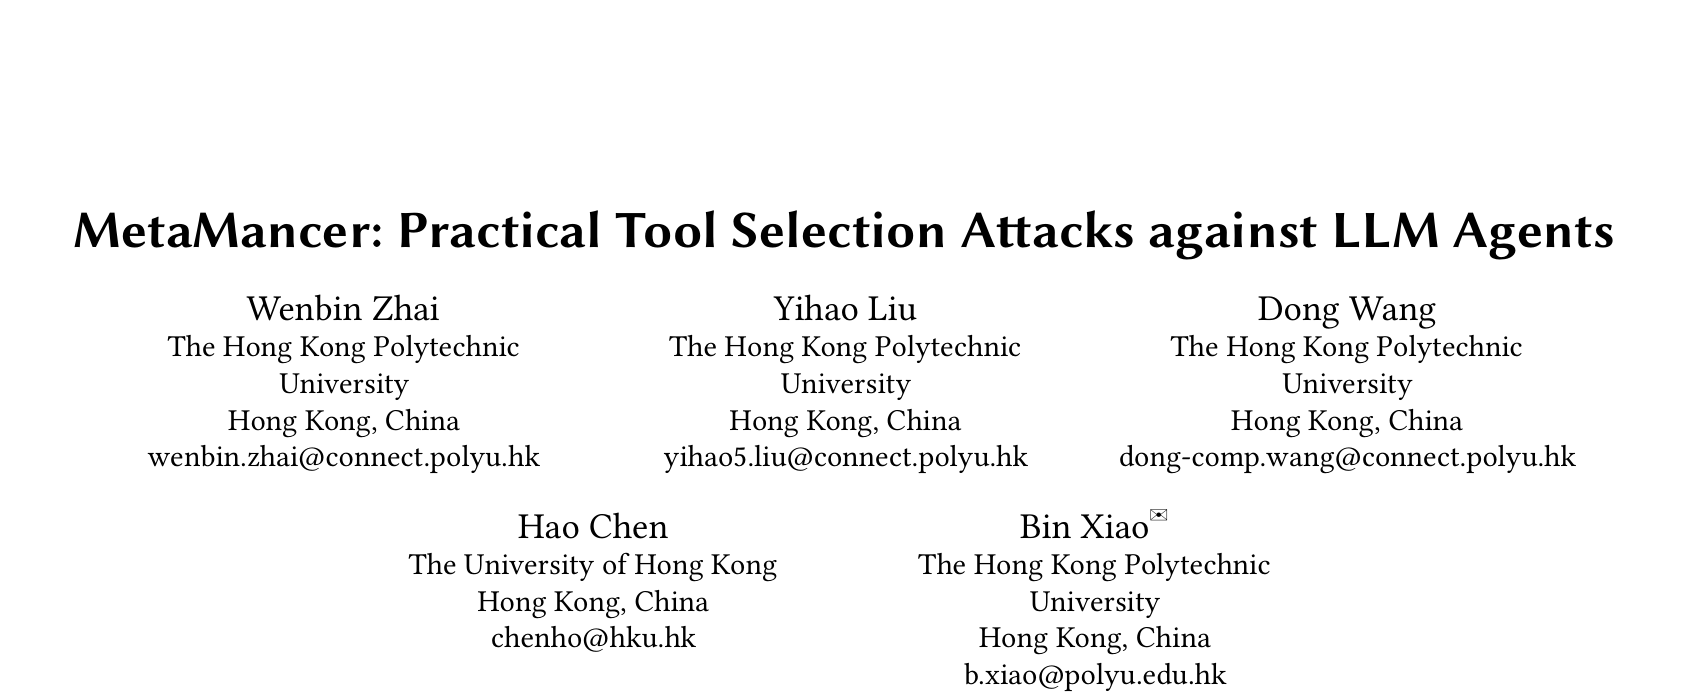 MetaMancer: Practical Tool Selection Attacks against LLM Agents
Wenbin Zhai
The Hong Kong Polytechnic
University
Hong Kong, China
wenbin.zhai@connect.polyu.hk
Yihao Liu
The Hong Kong Polytechnic
University
Hong Kong, China
yihao5.liu@connect.polyu.hk
Dong Wang
The Hong Kong Polytechnic
University
Hong Kong, China
dong-comp.wang@connect.polyu.hk
Hao Chen
The University of Hong Kong
Hong Kong, China
chenho@hku.hk
Bin Xiao✉
The Hong Kong Polytechnic
University
Hong Kong, China
b.xiao@polyu.edu.hk